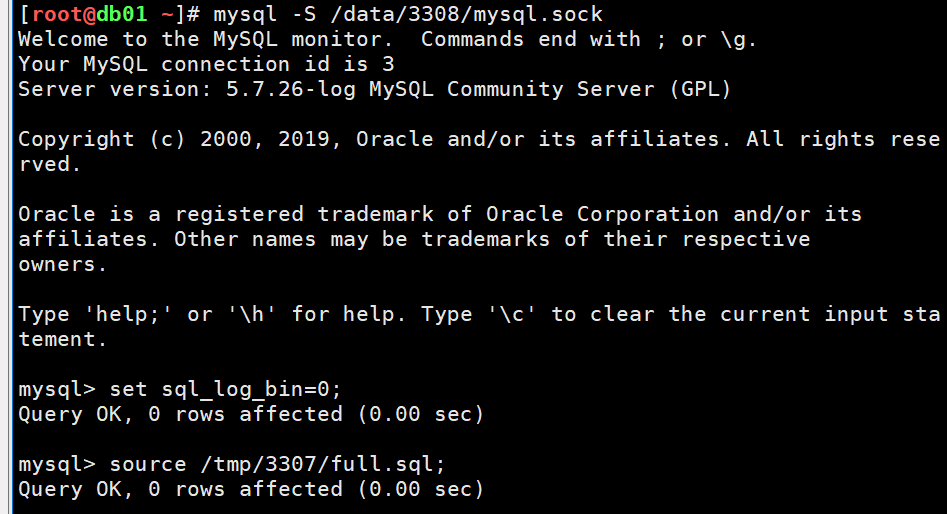 [root@db01 ~]# mysql -S /data/3308/mysql.sock
Welcome to the MySQL monitor.  Commands end with ; or \g.
Your MySQL connection id is 3
Server version: 5.7.26-log MySQL Community Server (GPL)
Copyright (c) 2000, 2019, Oracle and/or its affiliates. All rights rese
rved.
Oracle is a registered trademark of Oracle Corporation and/or its
affiliates. Other names may be trademarks of their respective
owners.
Type 'help;' or '\h' for help. Type '\c' to clear the current input sta
tement.
mysql> set sql_log_bin=0;
Query OK, 0 rows affected (0.00 sec)
mysql> source /tmp/3307/full.sql;
Query OK, 0 rows affected (0.00 sec)